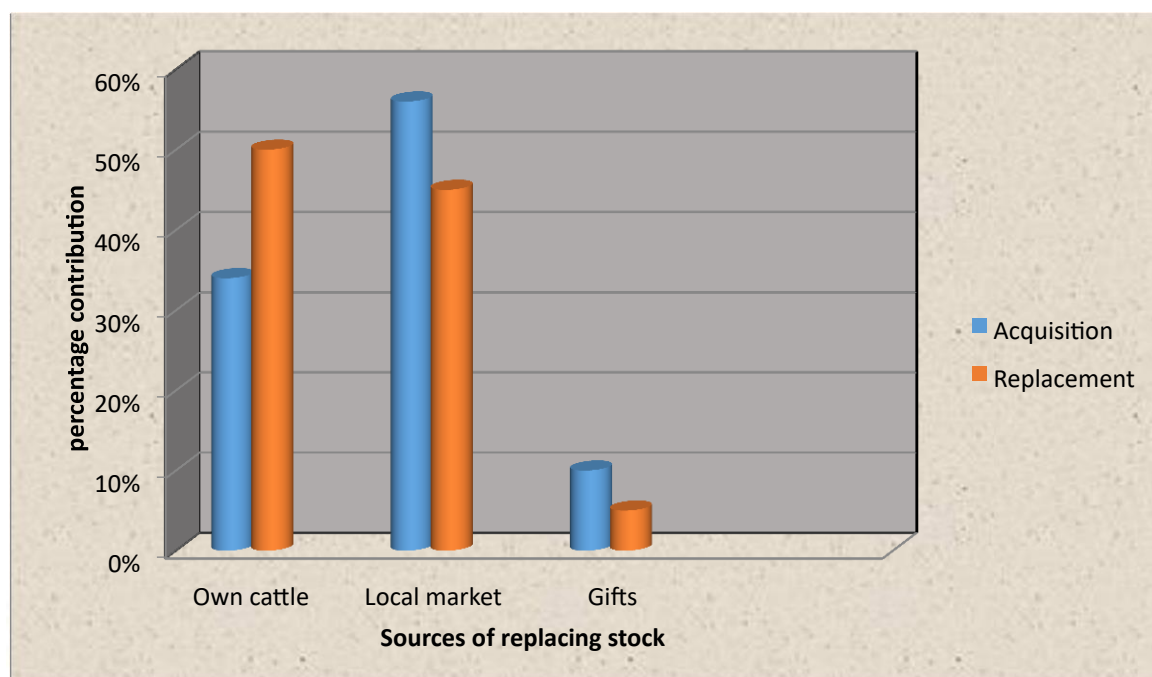 60%
50%
40%
30%
20%
10%
0%
percentage contribution
Own cattle
Local market
Gifts
Sources of replacing stock
Acquisition
Replacement